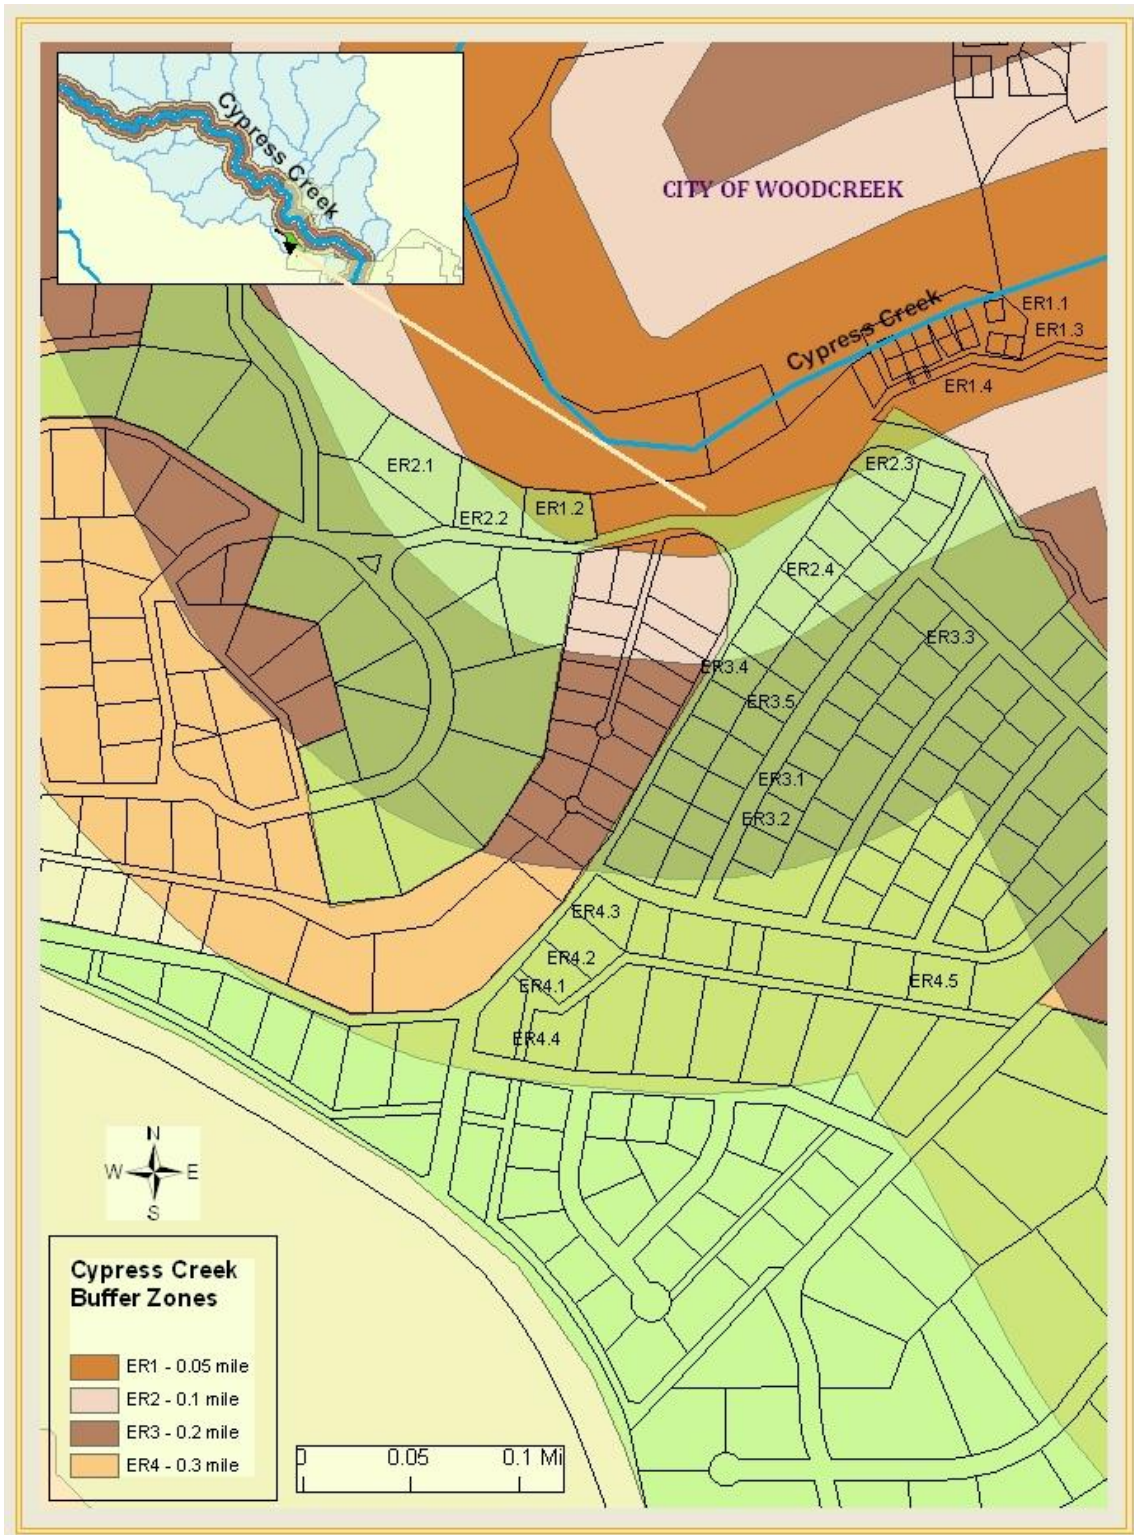 Cypress Creek
CITY OF WOODCREEK
Cypress Creek
ER1.1
ER1.3
ER1.4
ER2.1
ER2.3
ER2.2
ER1.2
ER2.4
ER3.3
ER3.4
ER3.5
ER3.1
ER3.2
ER4.3
ER4.2
ER4.1
ER4.5
ER4.4
N
W E
S
Cypress Creek
Buffer Zones
ER1 - 0.05 mile
ER2 - 0.1 mile
ER3 - 0.2 mile
ER4 - 0.3 mile
0 0.05 0.1 Mi